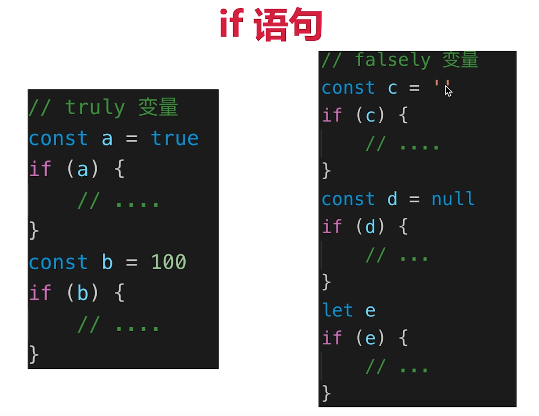 if 语句
// truly 变量
const a = true
if (a) {
    // ....
}
const b = 100
if (b) {
    // ....
}
// falsely 变量
const c = ''
if (c) {
    // ....
}
const d = null
if (d) {
    // ...
}
let e
if (e) {
    // ...
}